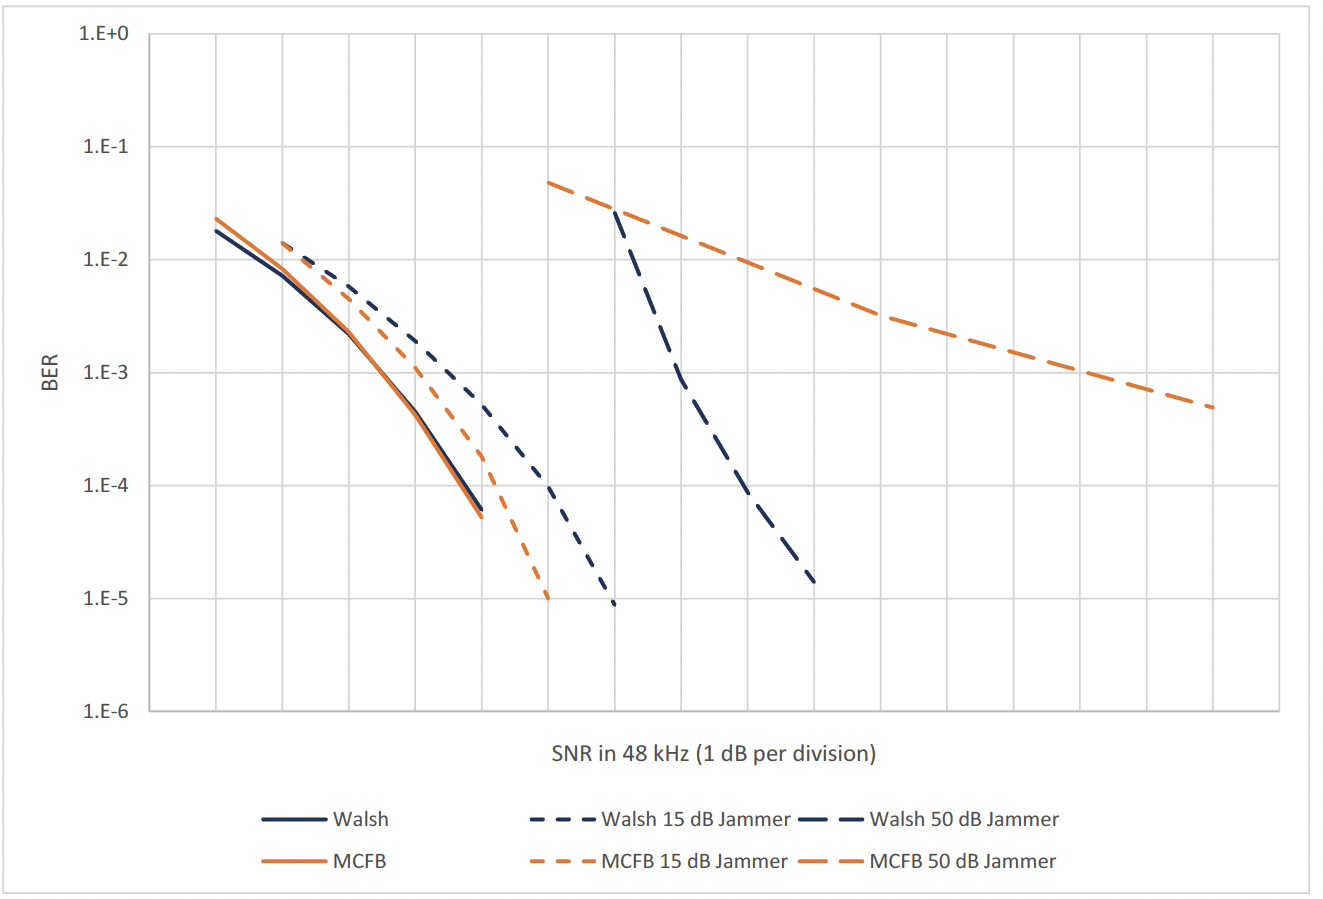 1.E+0
1.E-1
1.E-2
1.E-3
1.E-4
1.E-5
1.E-6
BER
SNR in 48 kHz (1 dB per division)
Walsh
Walsh 15 dB Jammer
Walsh 50 dB Jammer
MCFB
MCFB 15 dB Jammer
MCFB 50 dB Jammer